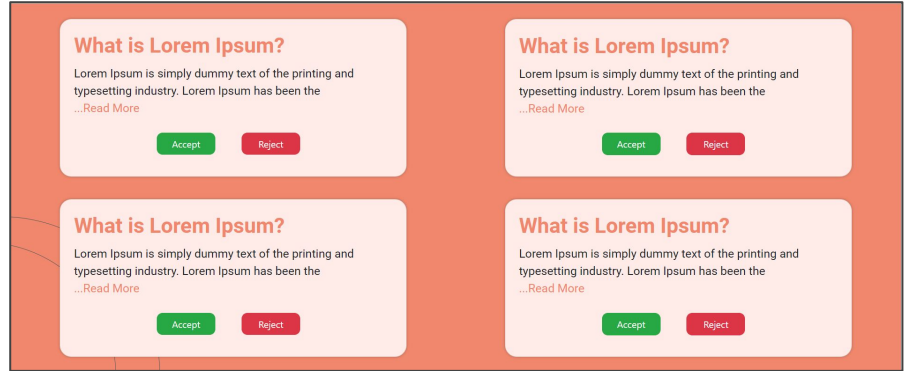 What is Lorem Ipsum?
Lorem Ipsum is simply dummy text of the printing and
typesetting industry. Lorem Ipsum has been the
...Read More
Accept Reject
What is Lorem Ipsum?
Lorem Ipsum is simply dummy text of the printing and
typesetting industry. Lorem Ipsum has been the
...Read More
Accept Reject
What is Lorem Ipsum?
Lorem Ipsum is simply dummy text of the printing and
typesetting industry. Lorem Ipsum has been the
...Read More
Accept Reject
What is Lorem Ipsum?
Lorem Ipsum is simply dummy text of the printing and
typesetting industry. Lorem Ipsum has been the
...Read More
Accept Reject